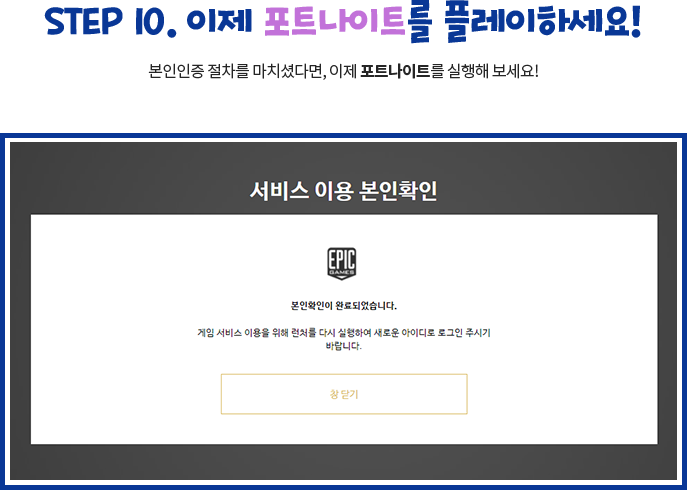 STEP 10. 이제 포트나이트를 플레이하세요!
본인인증 절차를 마치셨다면, 이제 포트나이트를 실행해 보세요!
서비스 이용 본인확인
EPIC
GAMES
본인확인이 완료되었습니다.
게임 서비스 이용을 위해 런처를 다시 실행하여 새로운 아이디로 로그인 주시기
바랍니다.
창 닫기